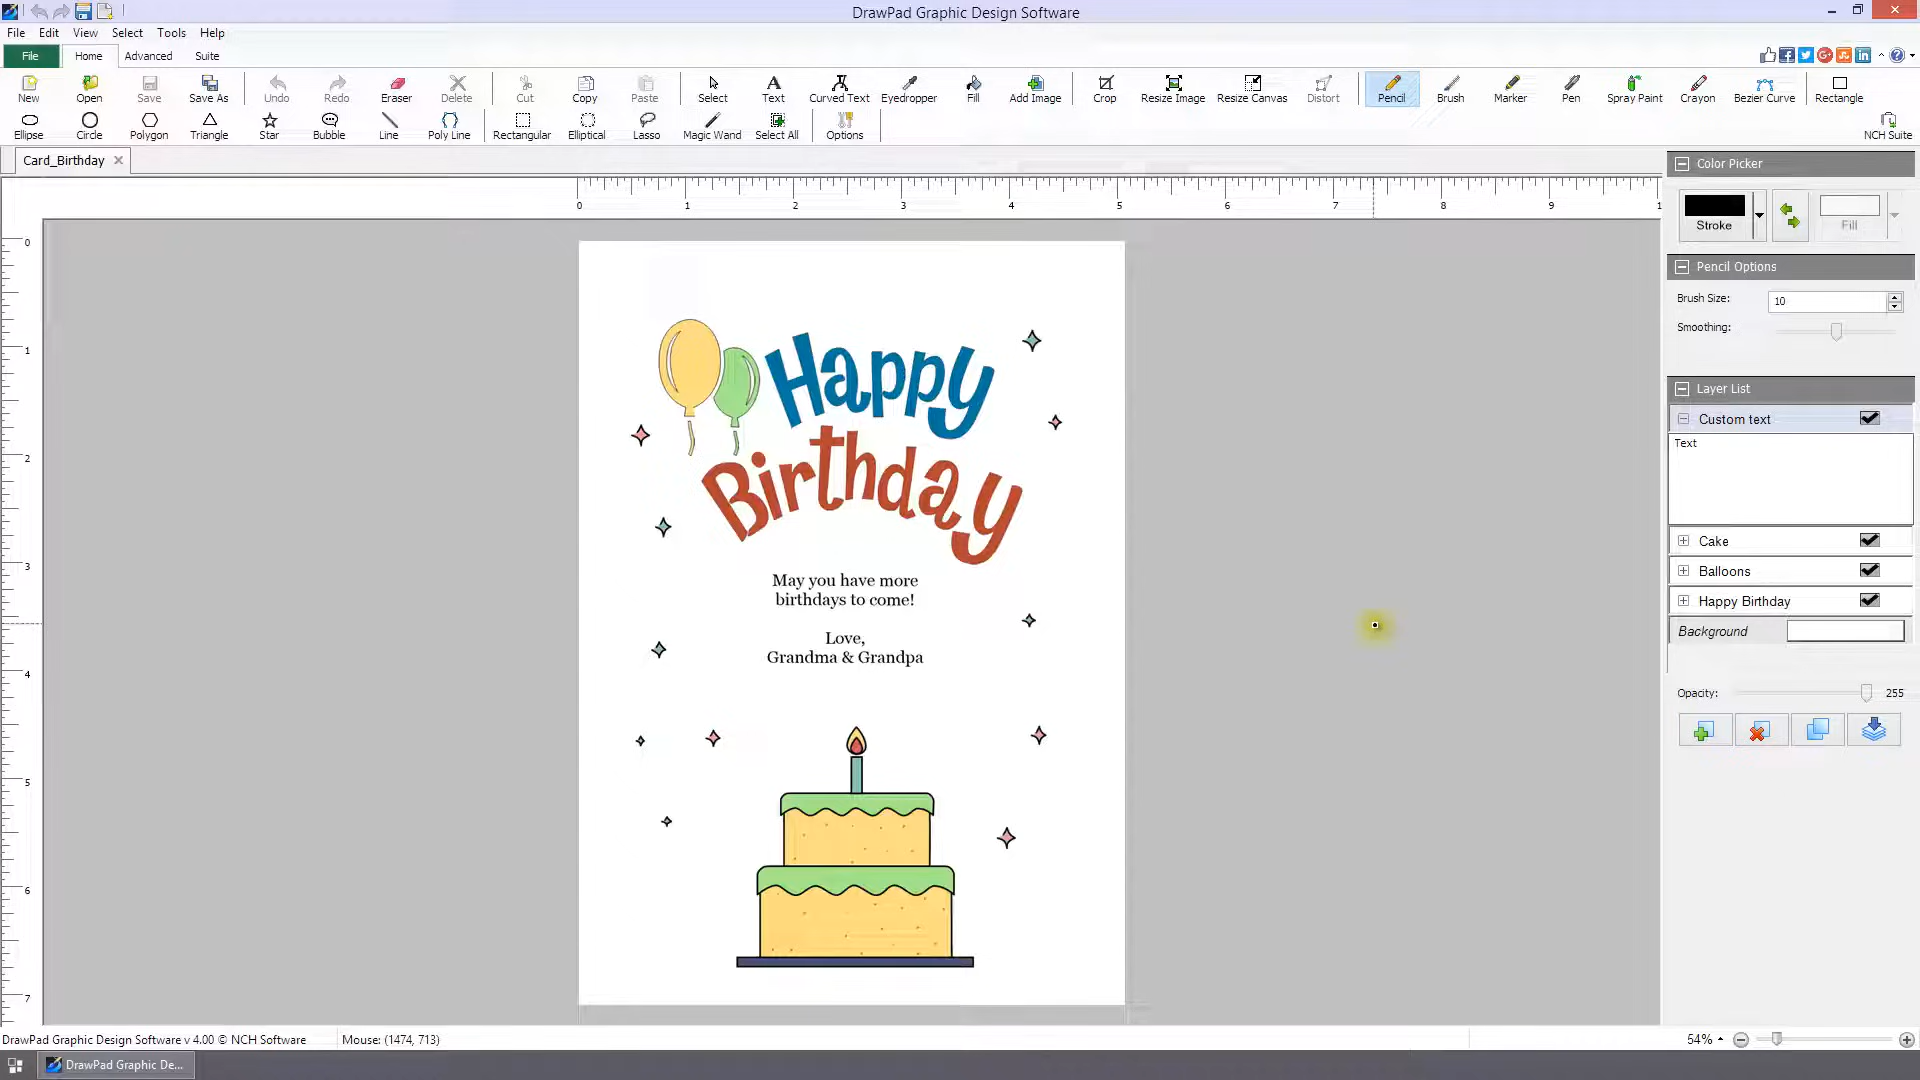 DrawPad Graphic Design Software
File Edit View Select Tools Help
File Home Advanced Suite
New Open Save Save As Undo Redo Eraser Delete Cut Copy Paste Select Text Curved Text Eyedropper Fill Add Image Crop Resize Image Resize Canvas Distort Pencil Brush Marker Pen Spray Paint Crayon Bezier Curve Rectangle
Ellipse Circle Polygon Triangle Star Bubble Line Poly Line Rectangular Elliptical Lasso Magic Wand Select All Options NCH Suite
Card_Birthday
0 1 2 3 4 5 6 7 8 9 1
0
1
2
3
4
5
6
7
Happy
Birthday
May you have more
birthdays to come!
Love,
Grandma & Grandpa
Color Picker
Stroke Fill
Pencil Options
Brush Size: 10
Smoothing:
Layer List
Custom text
Text
Cake
Balloons
Happy Birthday
Background
Opacity: 255
DrawPad Graphic Design Software v 4.00 © NCH Software Mouse: (1474, 713) 54%
DrawPad Graphic De...